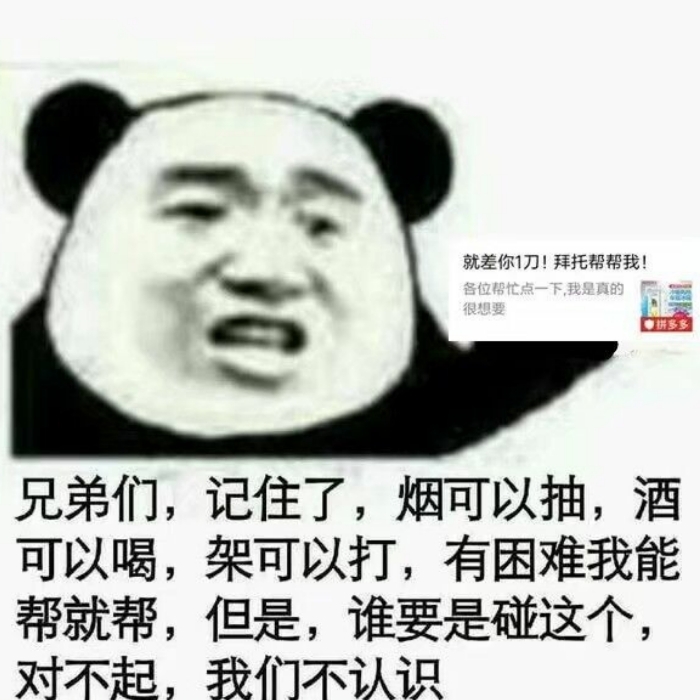 就差你1刀！拜托帮帮我！
各位帮忙点一下,我是真的
很想要
拼多多
兄弟们，记住了，烟可以抽，酒
可以喝，架可以打，有困难我能
帮就帮，但是，谁要是碰这个，
对不起，我们不认识